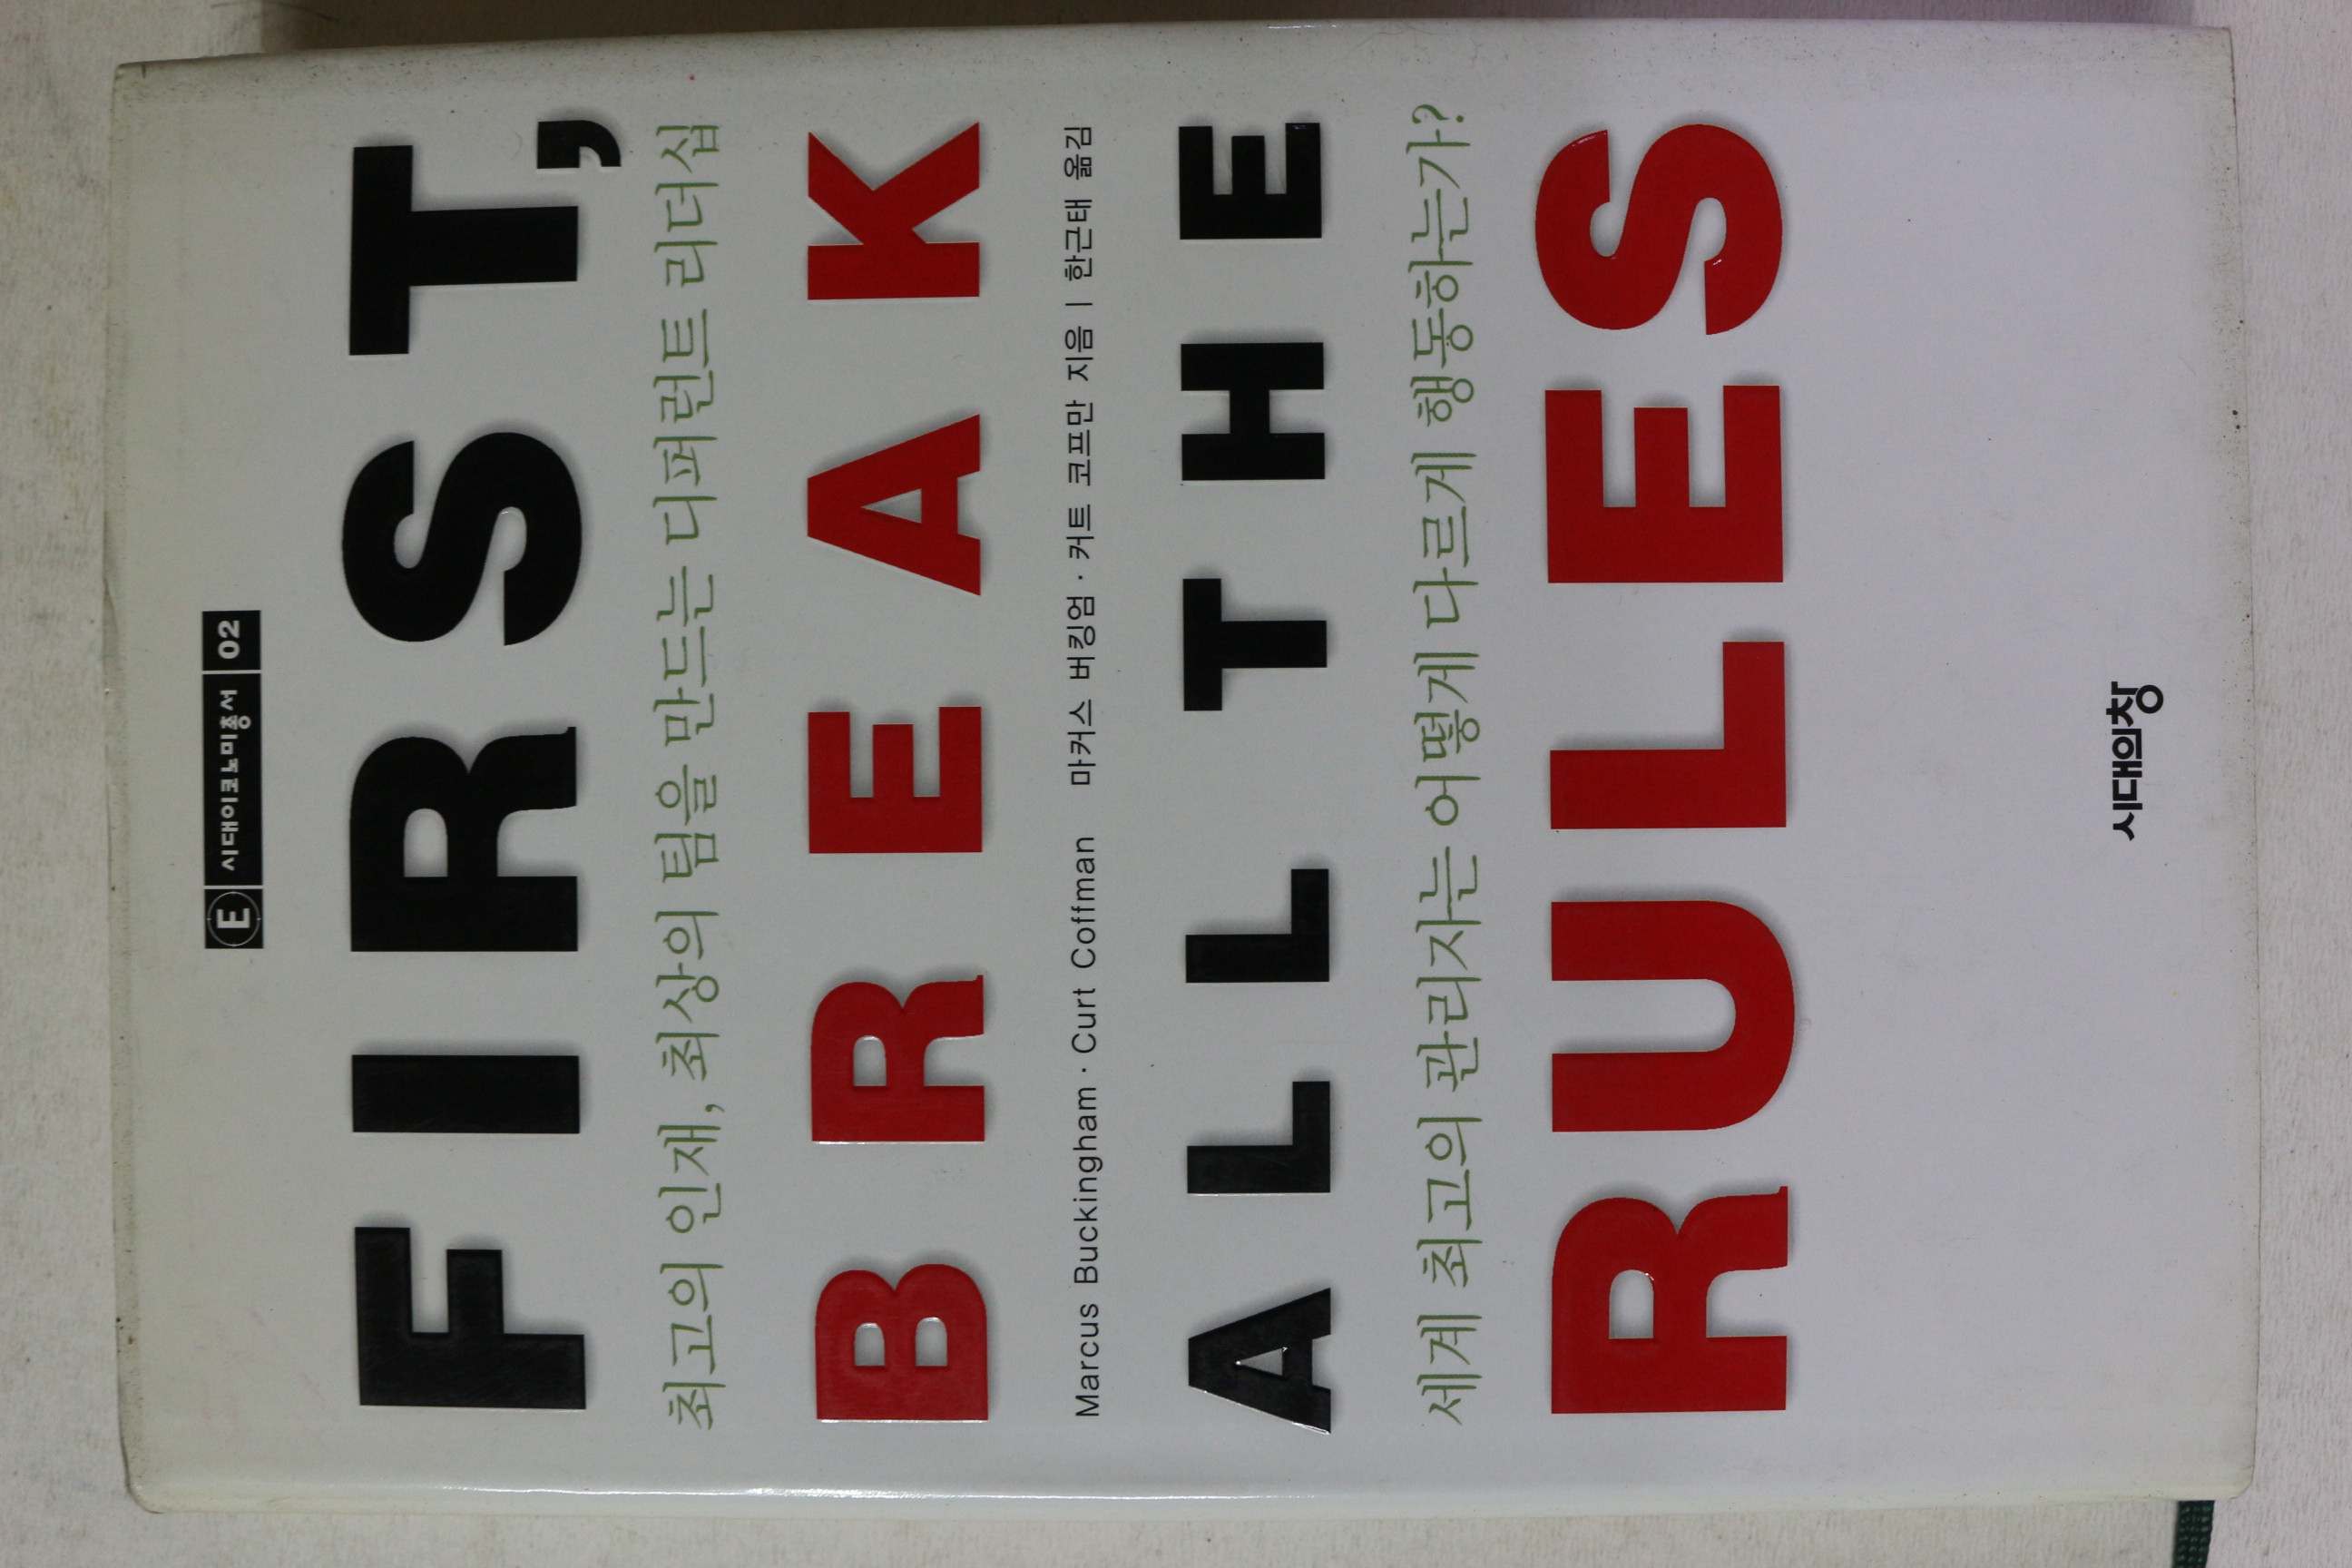 E 시대이코노미총서 02
FIRST,
최고의 인재, 최상의 팀을 만드는 디퍼런트 리더십
BREAK
Marcus Buckingham · Curt Coffman 마커스 버킹엄 · 커트 코프만 지음 | 한근태 옮김
ALL THE
세계 최고의 관리자는 어떻게 다르게 행동하는가?
RULES
시대의창